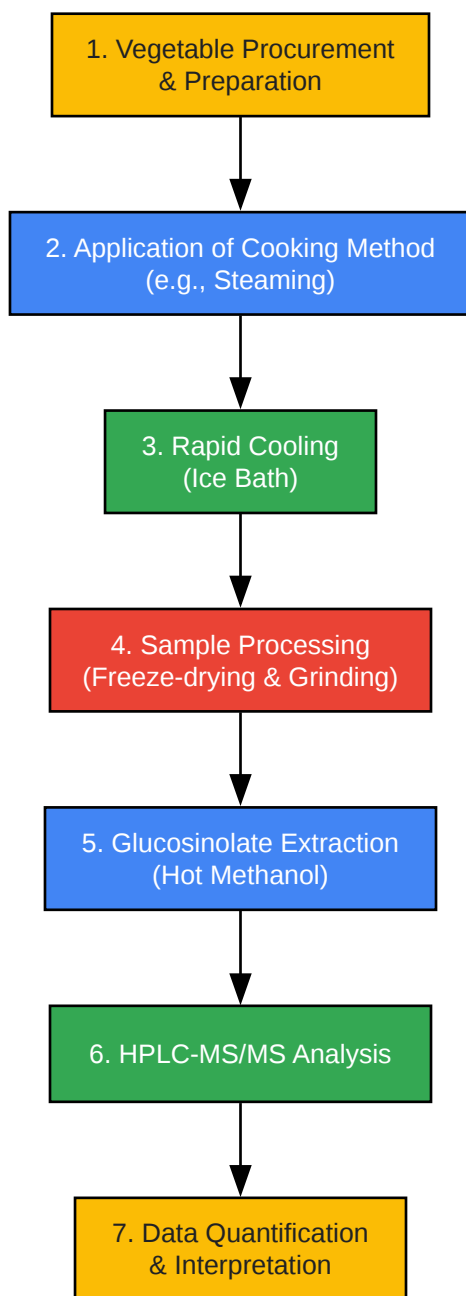 1. Vegetable Procurement
& Preparation
2. Application of Cooking Method
(e.g., Steaming)
3. Rapid Cooling
(Ice Bath)
4. Sample Processing
(Freeze-drying & Grinding)
5. Glucosinolate Extraction
(Hot Methanol)
6. HPLC-MS/MS Analysis
7. Data Quantification
& Interpretation